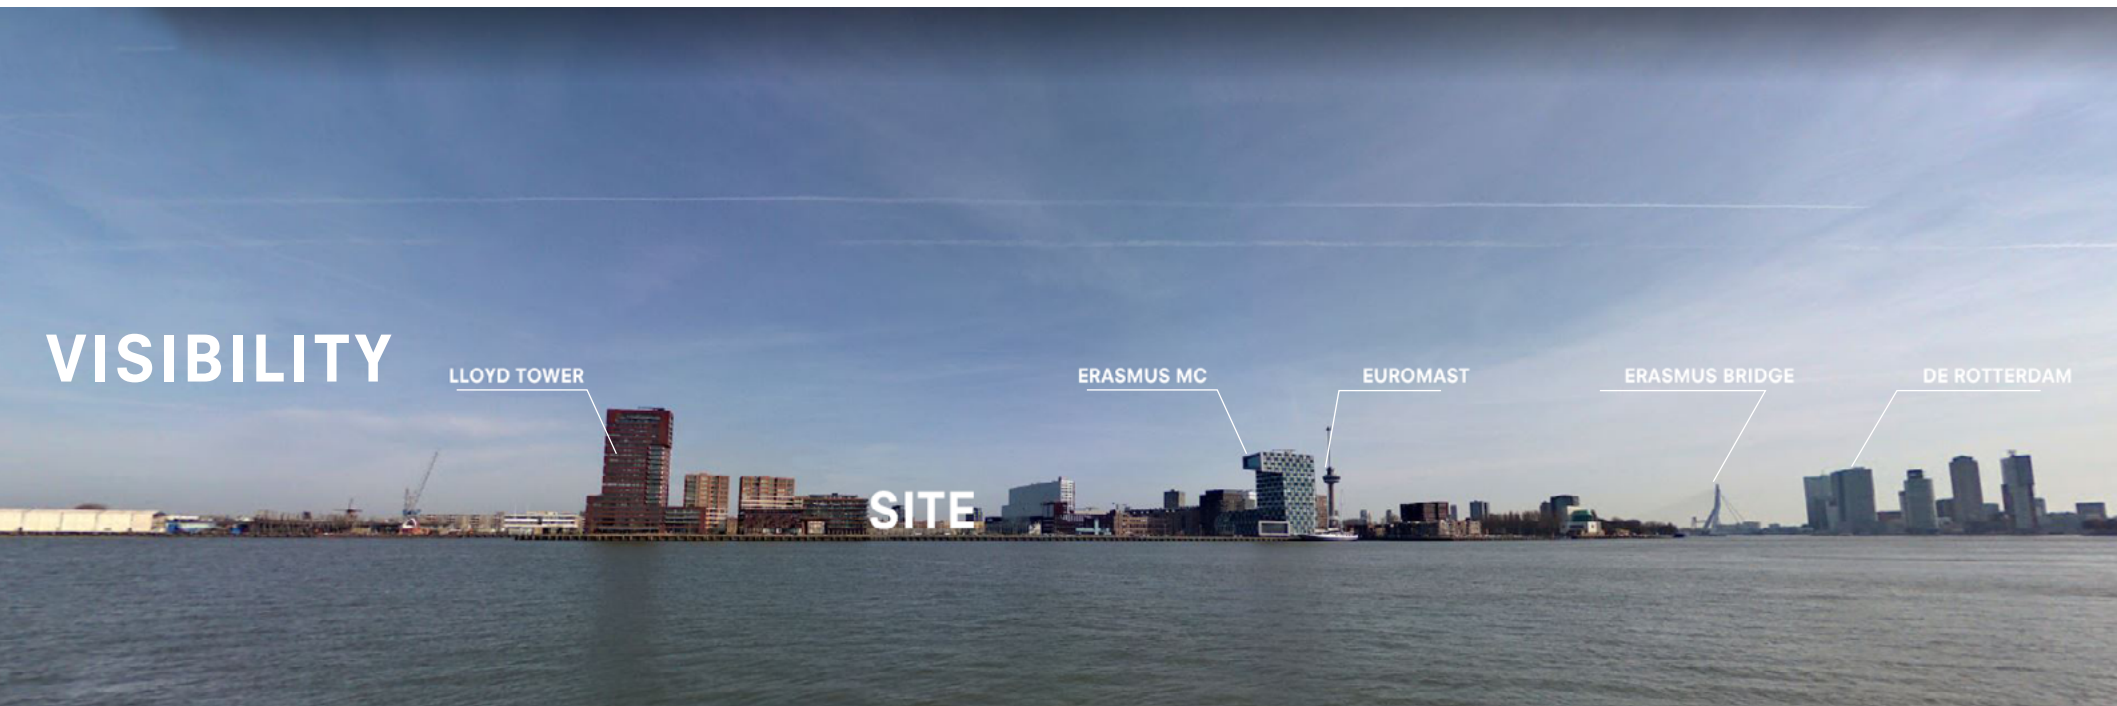 VISIBILITY
LLOYD TOWER
SITE
ERASMUS MC
EUROMAST
ERASMUS BRIDGE
DE ROTTERDAM